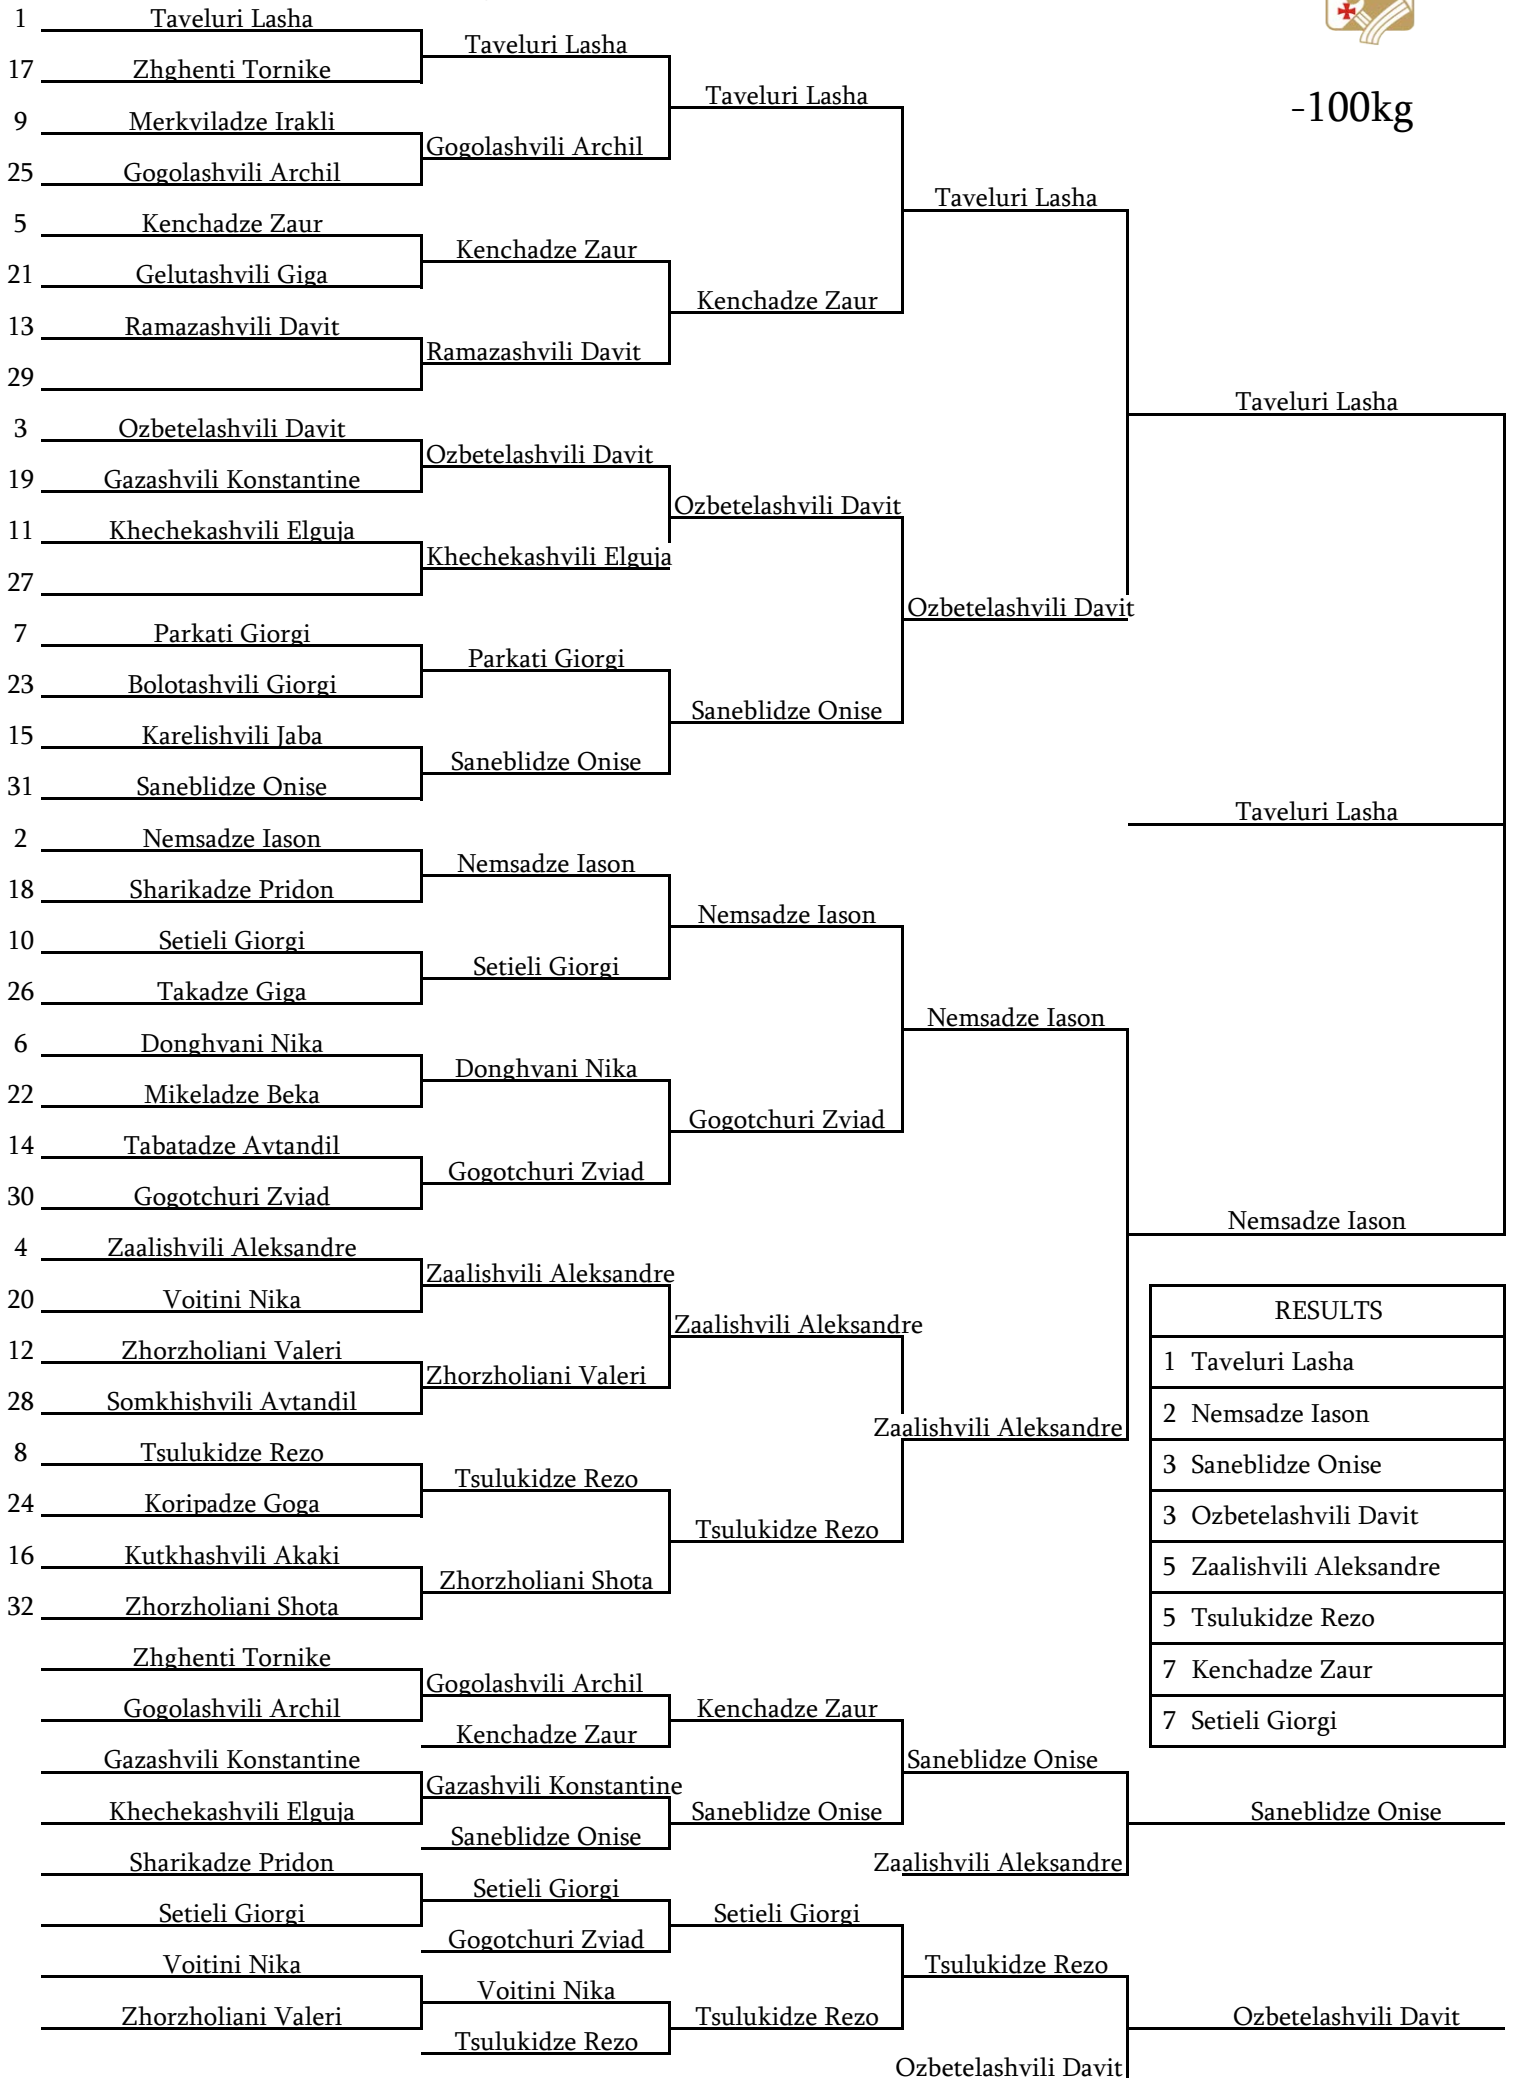 1 Taveluri Lasha
Taveluri Lasha
17 Zhghenti Tornike
Taveluri Lasha
-100kg
9 Merkviladze Irakli
Gogolashvili Archil
25 Gogolashvili Archil
Taveluri Lasha
5 Kenchadze Zaur
Kenchadze Zaur
21 Gelutashvili Giga
Kenchadze Zaur
13 Ramazashvili Davit
Ramazashvili Davit
29
Taveluri Lasha
3 Ozbetelashvili Davit
Ozbetelashvili Davit
19 Gazashvili Konstantine
Ozbetelashvili Davit
11 Khechekashvili Elguja
Khechekashvili Elguja
27
Ozbetelashvili Davit
7 Parkati Giorgi
Parkati Giorgi
23 Bolotashvili Giorgi
Saneblidze Onise
15 Karelishvili Jaba
Saneblidze Onise
31 Saneblidze Onise
Taveluri Lasha
2 Nemsadze Iason
Nemsadze Iason
18 Sharikadze Pridon
Nemsadze Iason
10 Setieli Giorgi
Setieli Giorgi
26 Takadze Giga
Nemsadze Iason
6 Donghvani Nika
Donghvani Nika
22 Mikeladze Beka
Gogotchuri Zviad
14 Tabatadze Avtandil
Gogotchuri Zviad
30 Gogotchuri Zviad
Nemsadze Iason
4 Zaalishvili Aleksandre
Zaalishvili Aleksandre
20 Voitini Nika
Zaalishvili Aleksandre
12 Zhorzholiani Valeri
Zhorzholiani Valeri
28 Somkhishvili Avtandil
Zaalishvili Aleksandre
8 Tsulukidze Rezo
Tsulukidze Rezo
24 Koripadze Goga
Tsulukidze Rezo
16 Kutkhashvili Akaki
Zhorzholiani Shota
32 Zhorzholiani Shota
RESULTS
1 Taveluri Lasha
2 Nemsadze Iason
3 Saneblidze Onise
3 Ozbetelashvili Davit
5 Zaalishvili Aleksandre
5 Tsulukidze Rezo
7 Kenchadze Zaur
7 Setieli Giorgi
Zhghenti Tornike
Gogolashvili Archil
Gogolashvili Archil
Kenchadze Zaur
Kenchadze Zaur
Gazashvili Konstantine
Saneblidze Onise
Gazashvili Konstantine
Khechekashvili Elguja
Saneblidze Onise
Saneblidze Onise
Saneblidze Onise
Sharikadze Pridon
Zaalishvili Aleksandre
Setieli Giorgi
Setieli Giorgi
Setieli Giorgi
Gogotchuri Zviad
Voitini Nika
Tsulukidze Rezo
Voitini Nika
Zhorzholiani Valeri
Tsulukidze Rezo
Ozbetelashvili Davit
Tsulukidze Rezo
Ozbetelashvili Davit